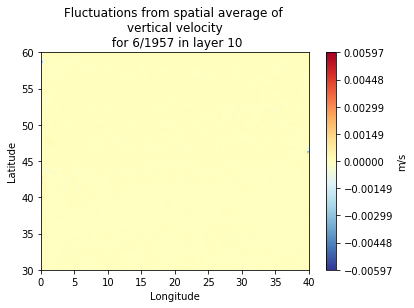 Fluctuations from spatial average of
vertical velocity
for 6/1957 in layer 10
60
55
50
45
40
35
30
Latitude
0 5 10 15 20 25 30 35 40
Longitude
0.00597
0.00448
0.00299
0.00149
0.00000
−0.00149
−0.00299
−0.00448
−0.00597
m/s